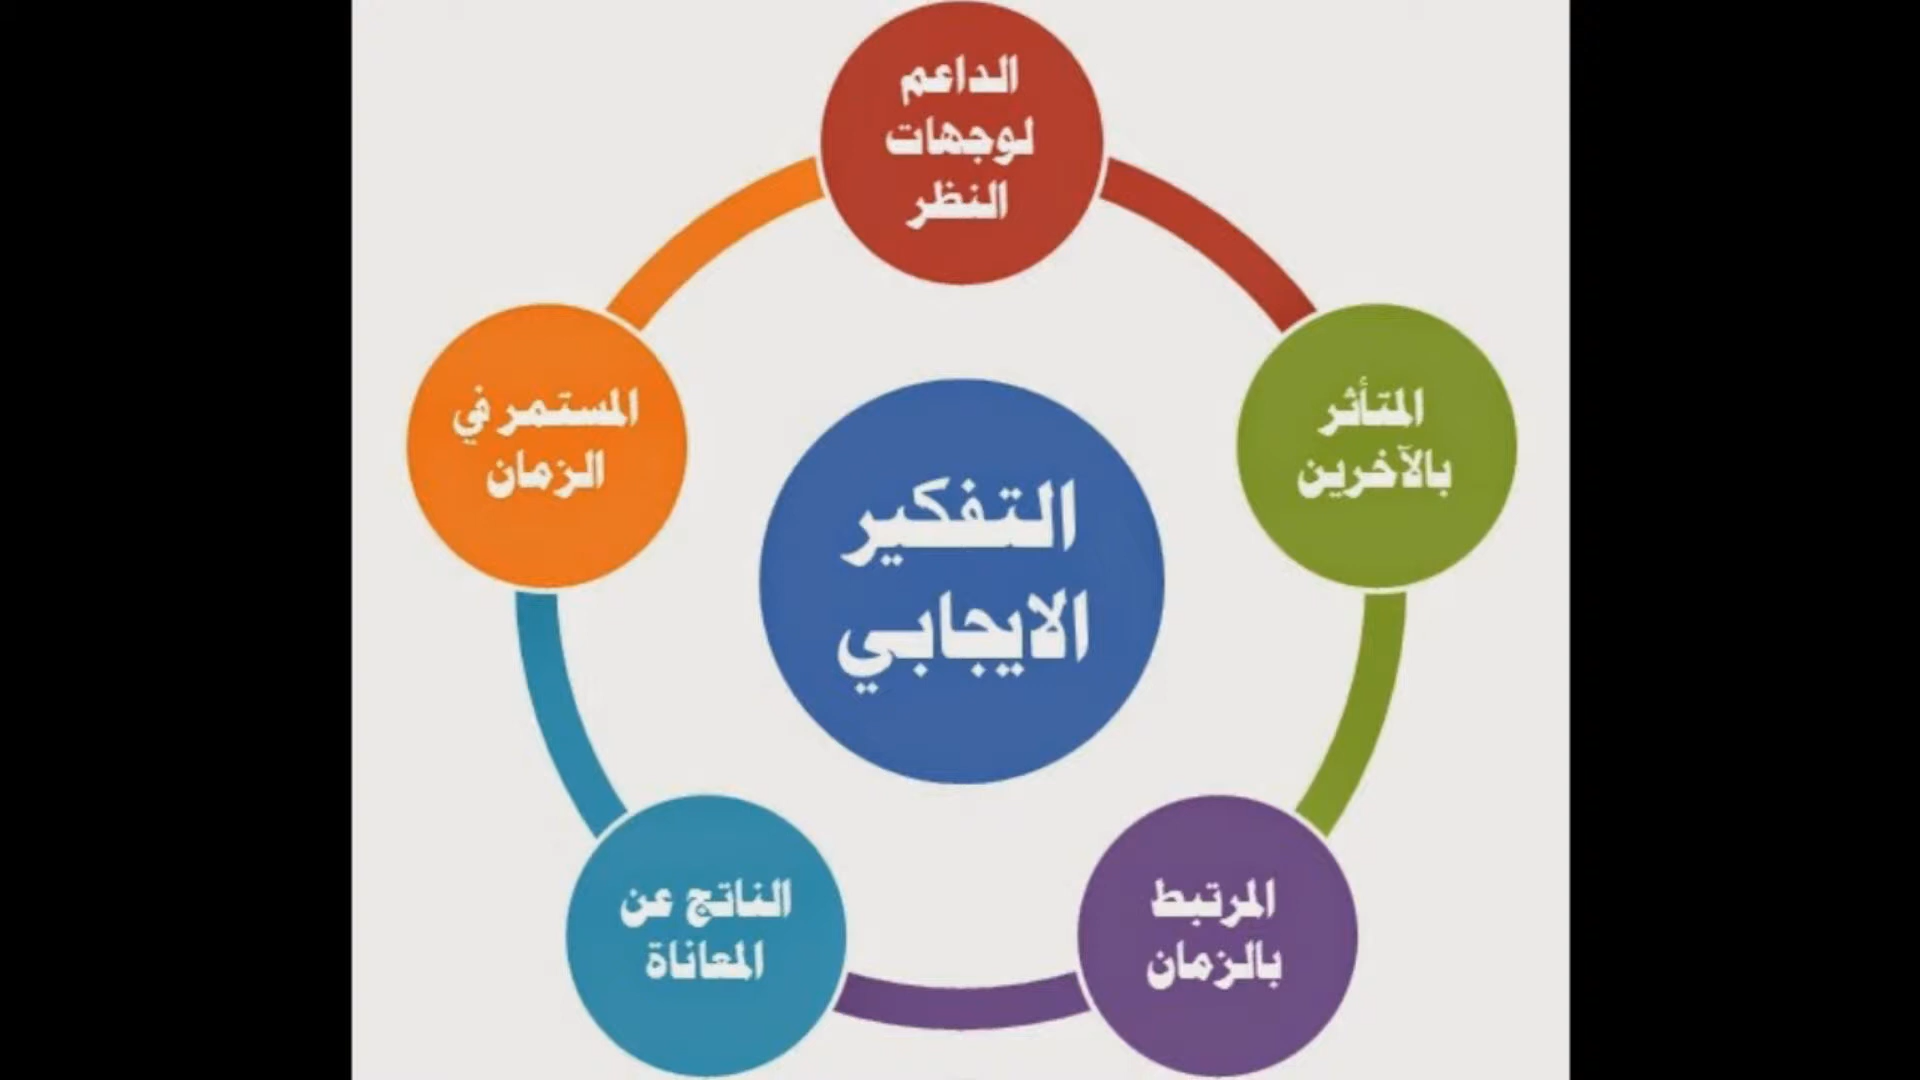 الداعم
لوجهات
النظر
المتأثر
بالآخرين
المرتبط
بالزمان
الناتج عن
المعاناة
المستمر في
الزمان
التفكير
الايجابي